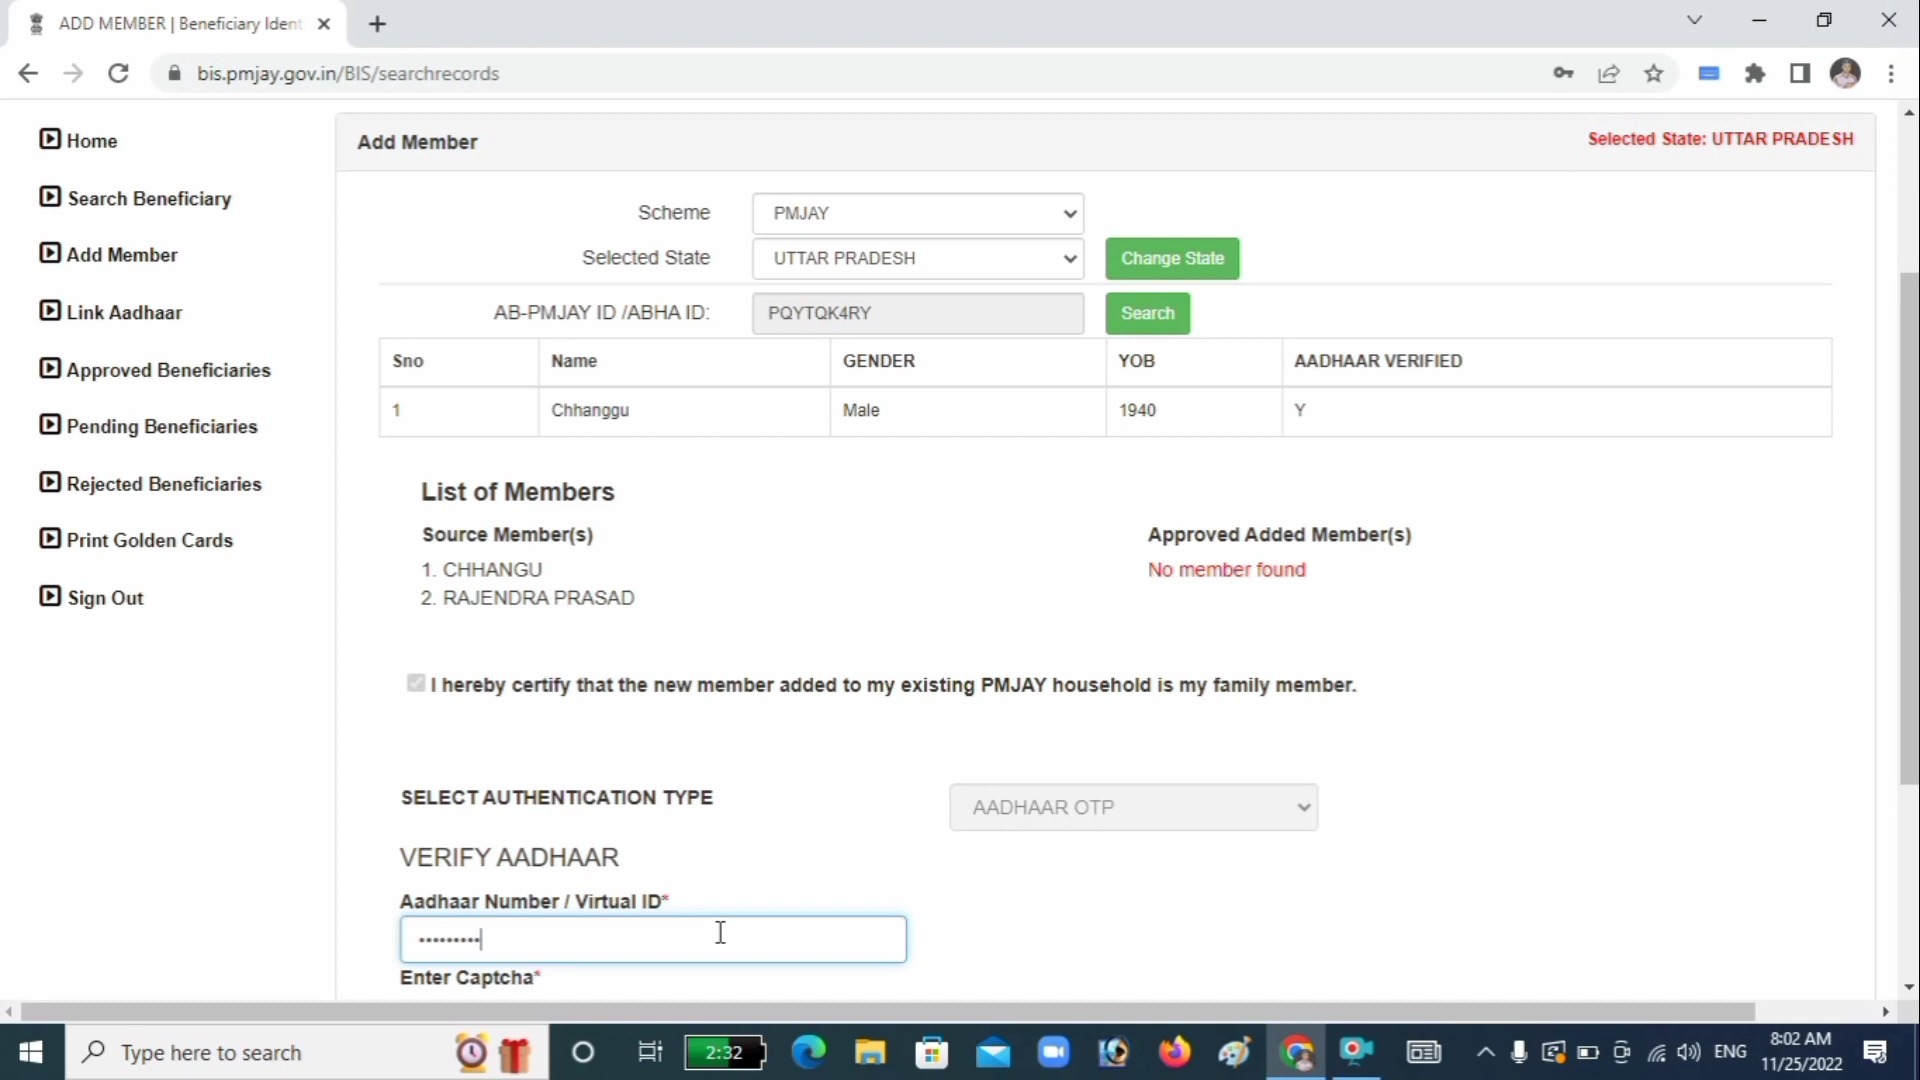 ADD MEMBER | Beneficiary Ident
bis.pmjay.gov.in/BIS/searchrecords
Home
Search Beneficiary
Add Member
Link Aadhaar
Approved Beneficiaries
Pending Beneficiaries
Rejected Beneficiaries
Print Golden Cards
Sign Out
Add Member
Selected State: UTTAR PRADESH
Scheme PMJAY
Selected State UTTAR PRADESH Change State
AB-PMJAY ID /ABHA ID: PQYTQK4RY Search
Sno Name GENDER YOB AADHAAR VERIFIED
1 Chhanggu Male 1940 Y
List of Members
Source Member(s) Approved Added Member(s)
1. CHHANGU No member found
2. RAJENDRA PRASAD
I hereby certify that the new member added to my existing PMJAY household is my family member.
SELECT AUTHENTICATION TYPE AADHAAR OTP
VERIFY AADHAAR
Aadhaar Number / Virtual ID*
•••••••••
Enter Captcha*
Type here to search
2:32
ENG
8:02 AM
11/25/2022